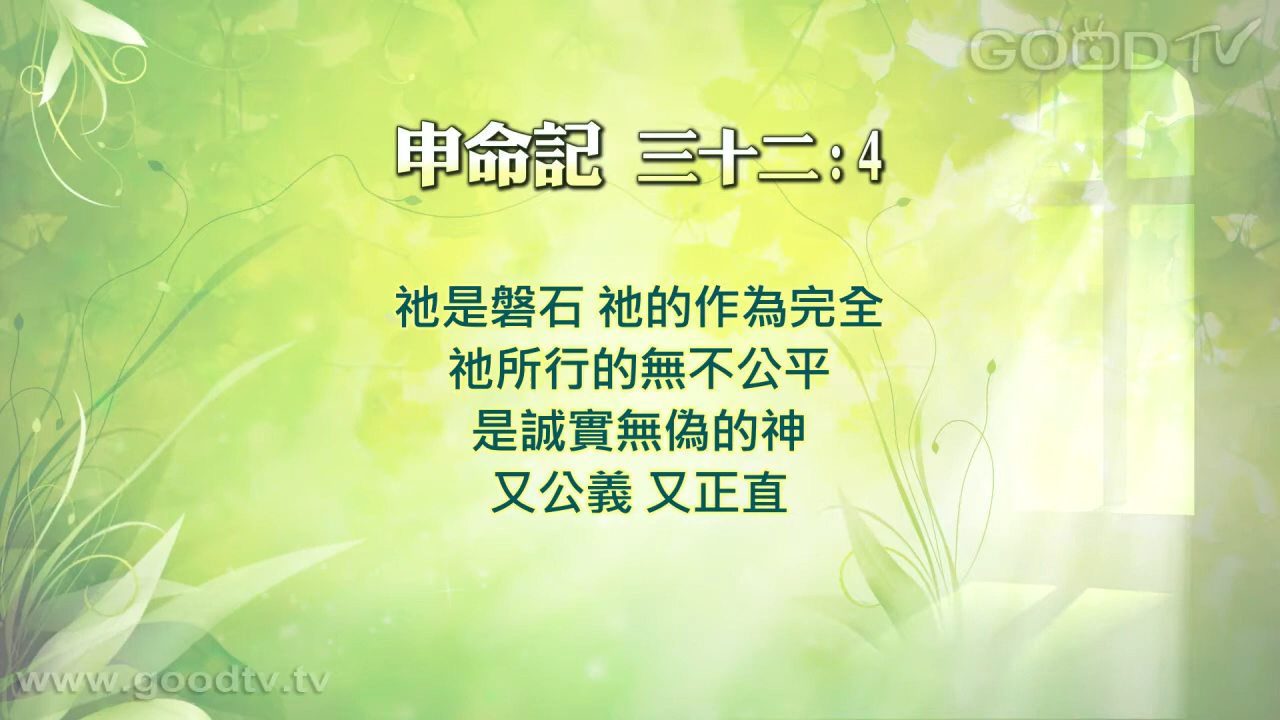 GOOD TV
申命記 三十二:4
祂是磐石 祂的作為完全
祂所行的無不公平
是誠實無偽的神
又公義 又正直
www.goodtv.tv